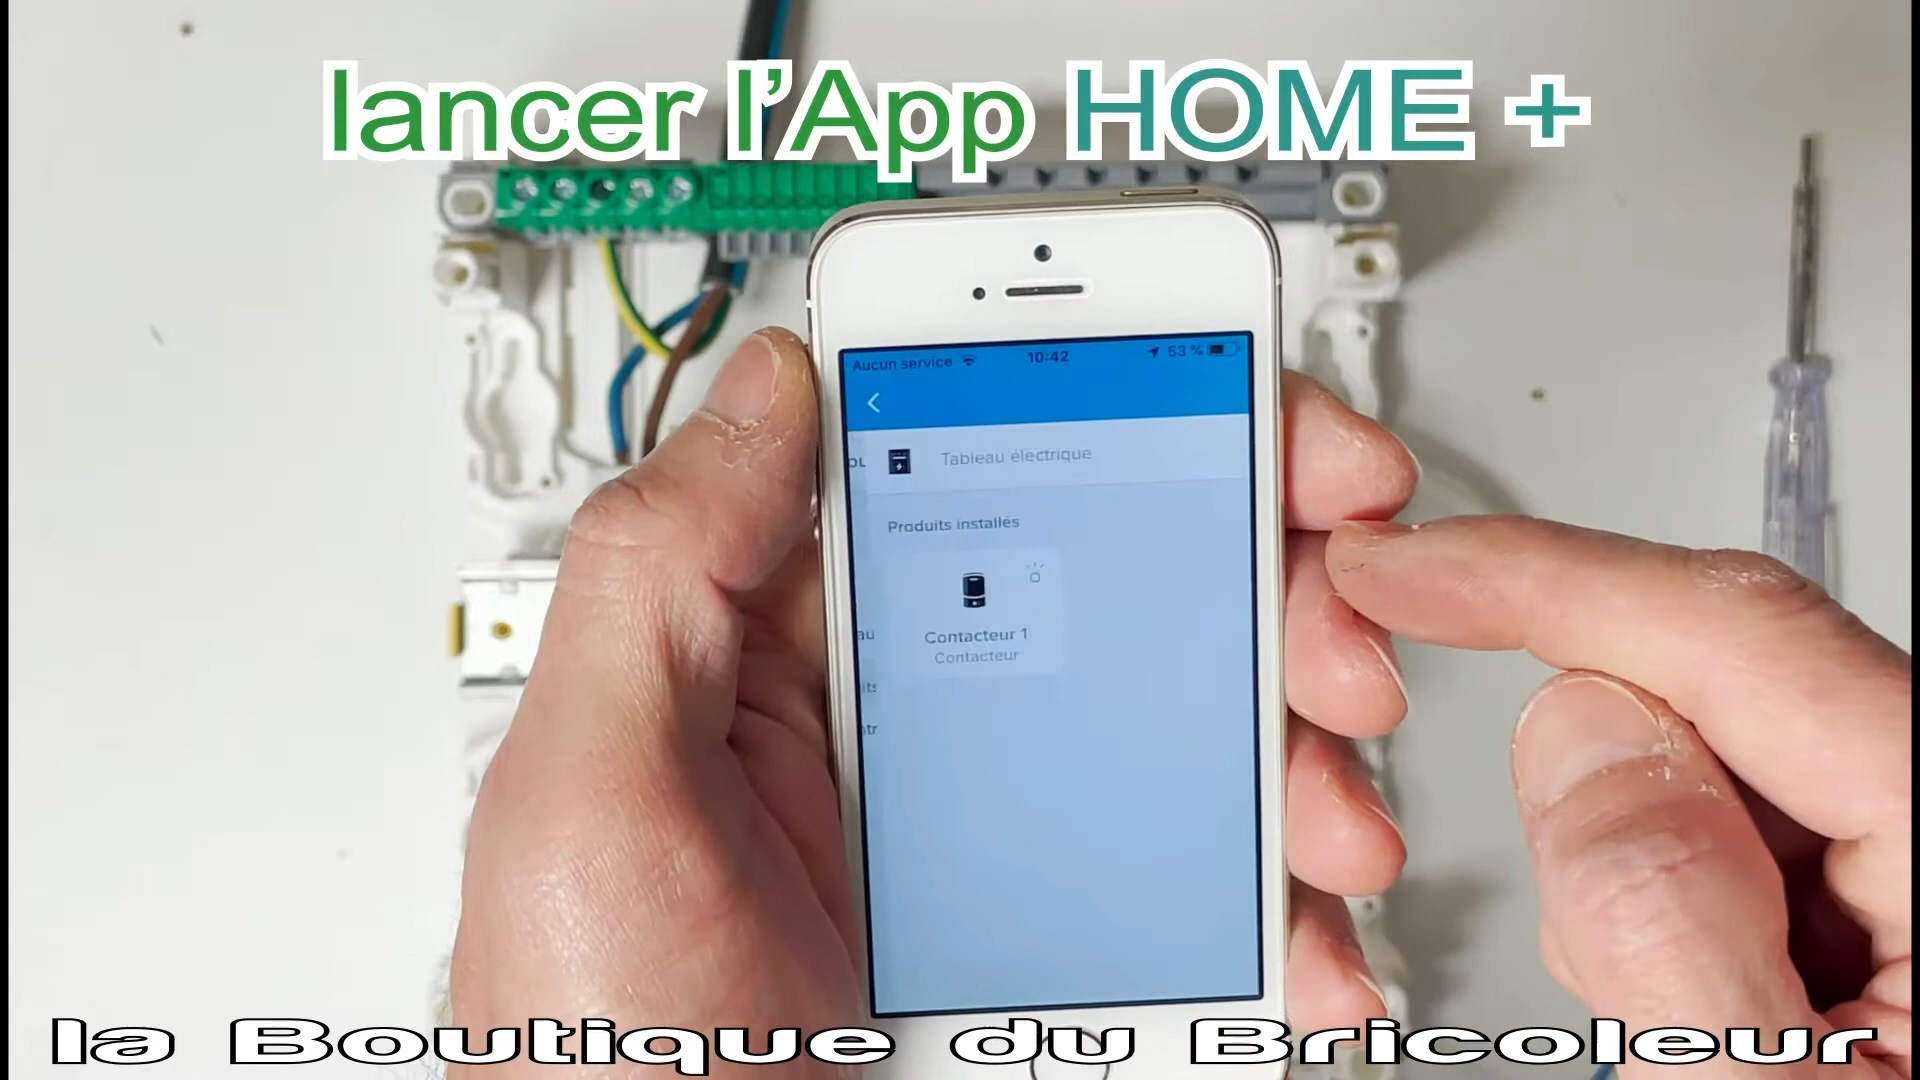 lancer l’App HOME +
Aucun service 10:42 53 %
Tableau électrique
Produits installés
Contacteur 1
Contacteur
la Boutique du Bricoleur